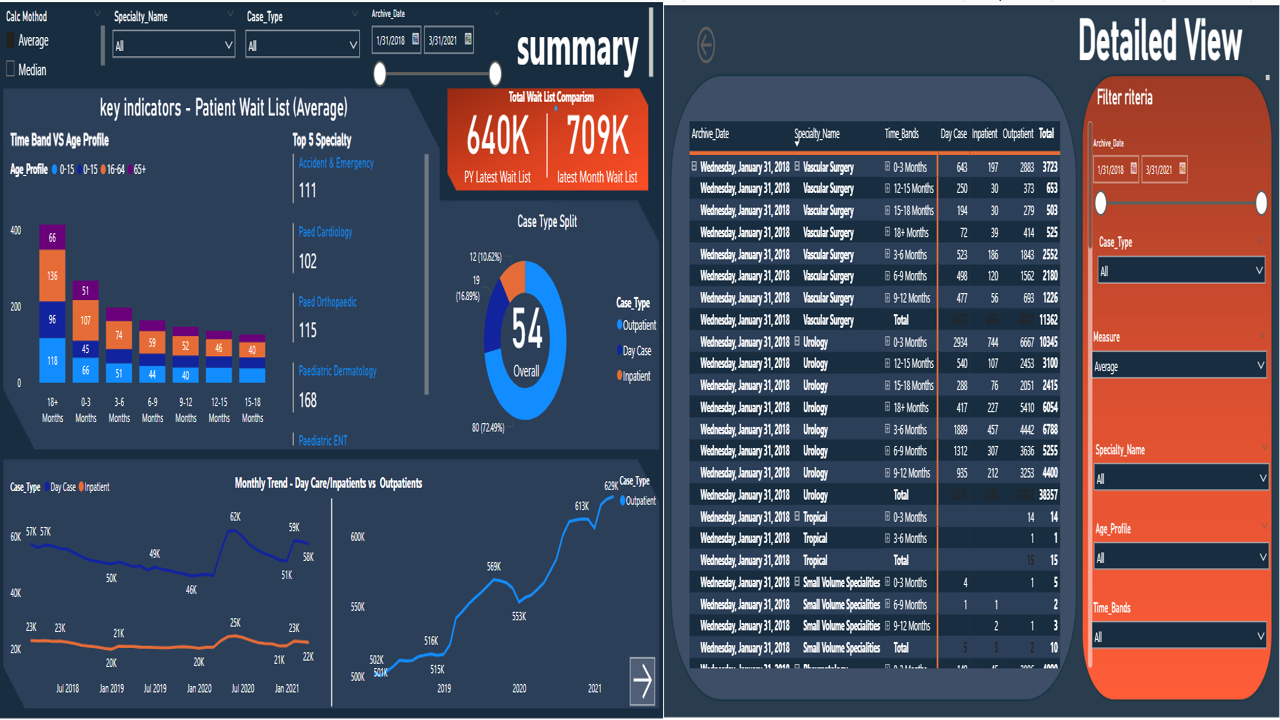 Calc Mothod
Average
Median
Specialty_Name
All
Case_Type
All
Archive_Date
1/31/2018
3/31/2021
summary
key indicators - Patient Wait List (Average)
Time Band VS Age Profile
Age_Profile 0-15 0-15 16-64 65+
400
200
0
66
136
96
118
51
107
45
66
74
51
59
44
52
40
46
40
18+ Months
0-3 Months
3-6 Months
6-9 Months
9-12 Months
12-15 Months
15-18 Months
Top 5 Specialty
Accident & Emergency
111
Paed Cardiology
102
Paed Orthopaedic
115
Paediatric Dermatology
168
Paediatric ENT
Total Wait List Comparism
640K
PY Latest Wait List
709K
latest Month Wait List
Case Type Split
12 (10.62%)
19
(16.89%)
54
Overall
80 (72.49%)
Case_Type
Outpatient
Day Case
Inpatient
Monthly Trend - Day Care/Inpatients vs Outpatients
Case_Type Day Case Inpatient
60K
40K
20K
57K 57K
50K
49K
46K
62K
51K
59K
58K
23K
23K
20K
21K
20K
25K
21K
23K
22K
Jul 2018
Jan 2019
Jul 2019
Jan 2020
Jul 2020
Jan 2021
Case_Type
Outpatient
600K
550K
500K
502K
501K
516K
515K
569K
553K
613K
629K
2019
2020
2021
Detailed View
Archive_Date Specialty_Name Time_Bands Day Case Inpatient Outpatient Total
Wednesday, January 31, 2018 Vascular Surgery 0-3 Months 643 197 2883 3723
Wednesday, January 31, 2018 Vascular Surgery 12-15 Months 250 30 373 653
Wednesday, January 31, 2018 Vascular Surgery 15-18 Months 194 30 279 503
Wednesday, January 31, 2018 Vascular Surgery 18+ Months 72 39 414 525
Wednesday, January 31, 2018 Vascular Surgery 3-6 Months 523 186 1843 2552
Wednesday, January 31, 2018 Vascular Surgery 6-9 Months 498 120 1562 2180
Wednesday, January 31, 2018 Vascular Surgery 9-12 Months 477 56 693 1226
Wednesday, January 31, 2018 Vascular Surgery Total 11362
Wednesday, January 31, 2018 Urology 0-3 Months 2934 744 6667 10345
Wednesday, January 31, 2018 Urology 12-15 Months 540 107 2453 3100
Wednesday, January 31, 2018 Urology 15-18 Months 288 76 2051 2415
Wednesday, January 31, 2018 Urology 18+ Months 417 227 5410 6054
Wednesday, January 31, 2018 Urology 3-6 Months 1889 457 4442 6788
Wednesday, January 31, 2018 Urology 6-9 Months 1312 307 3636 5255
Wednesday, January 31, 2018 Urology 9-12 Months 935 212 3253 4400
Wednesday, January 31, 2018 Urology Total 38357
Wednesday, January 31, 2018 Tropical 0-3 Months 14 14
Wednesday, January 31, 2018 Tropical 3-6 Months 1 1
Wednesday, January 31, 2018 Tropical Total 15 15
Wednesday, January 31, 2018 Small Volume Specialities 0-3 Months 4 1 5
Wednesday, January 31, 2018 Small Volume Specialities 6-9 Months 1 1 2
Wednesday, January 31, 2018 Small Volume Specialities 9-12 Months 2 1 3
Wednesday, January 31, 2018 Small Volume Specialities Total 5 3 2 10
Filter riteria
Archive_Date
1/31/2018
3/31/2021
Case_Type
All
Measure
Average
Specialty_Name
All
Age_Profile
All
Time_Bands
All